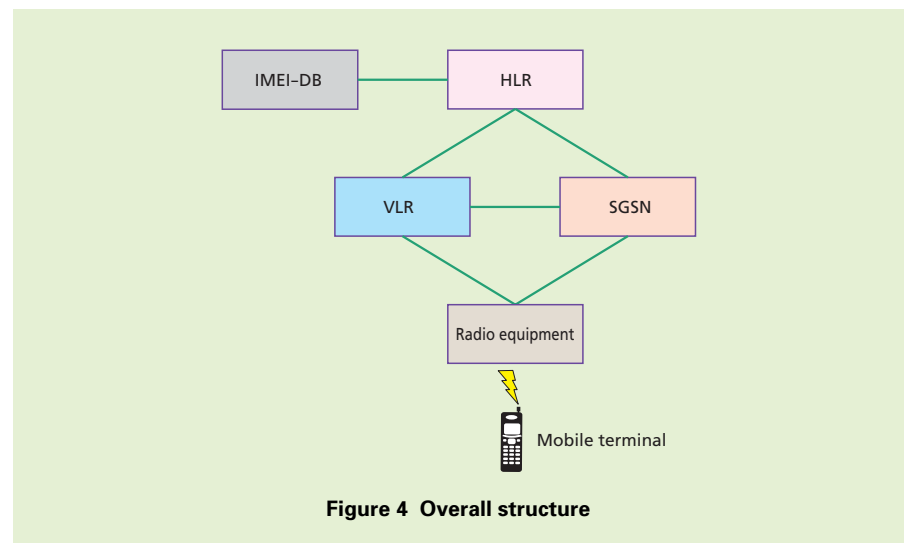 IMEI–DB
HLR
VLR
SGSN
Radio equipment
Mobile terminal
Figure 4 Overall structure